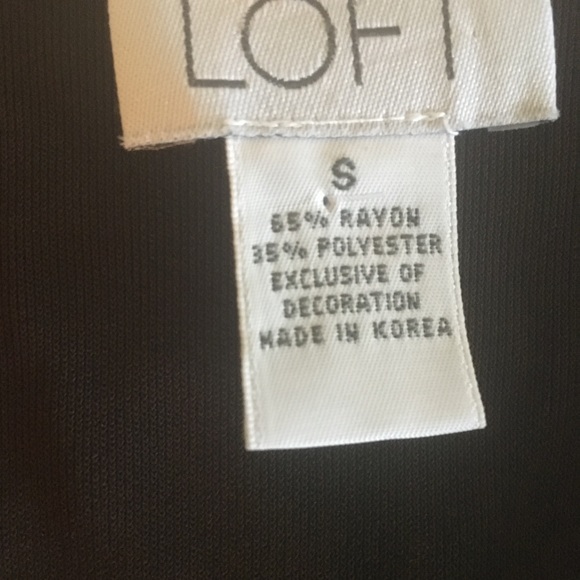 LOFT
S
65% RAYON
35% POLYESTER
EXCLUSIVE OF
DECORATION
MADE IN KOREA